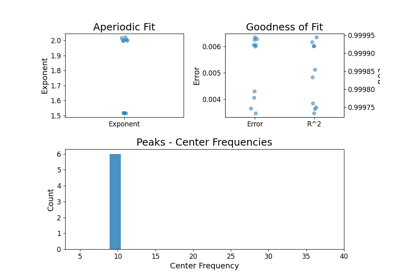 Aperiodic Fit
2.0
1.9
1.8
1.7
1.6
1.5
Exponent
Exponent
Goodness of Fit
0.006
0.005
0.004
Error
Error
R^2
0.99995
0.99990
0.99985
0.99980
0.99975
Peaks - Center Frequencies
6
5
4
3
2
1
0
Count
5
10
15
20
25
30
35
40
Center Frequency